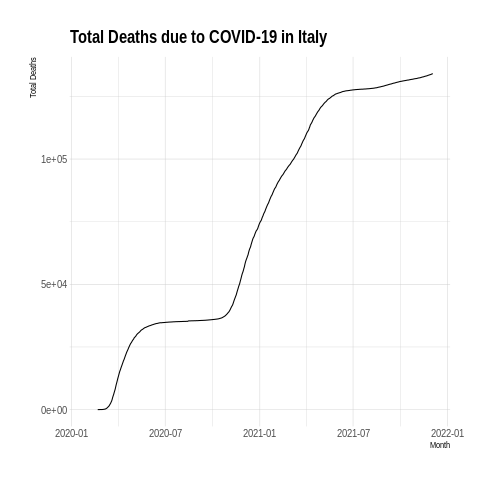 Total Deaths due to COVID-19 in Italy
Total Deaths
1e+05
5e+04
0e+00
2020-01 2020-07 2021-01 2021-07 2022-01
Month